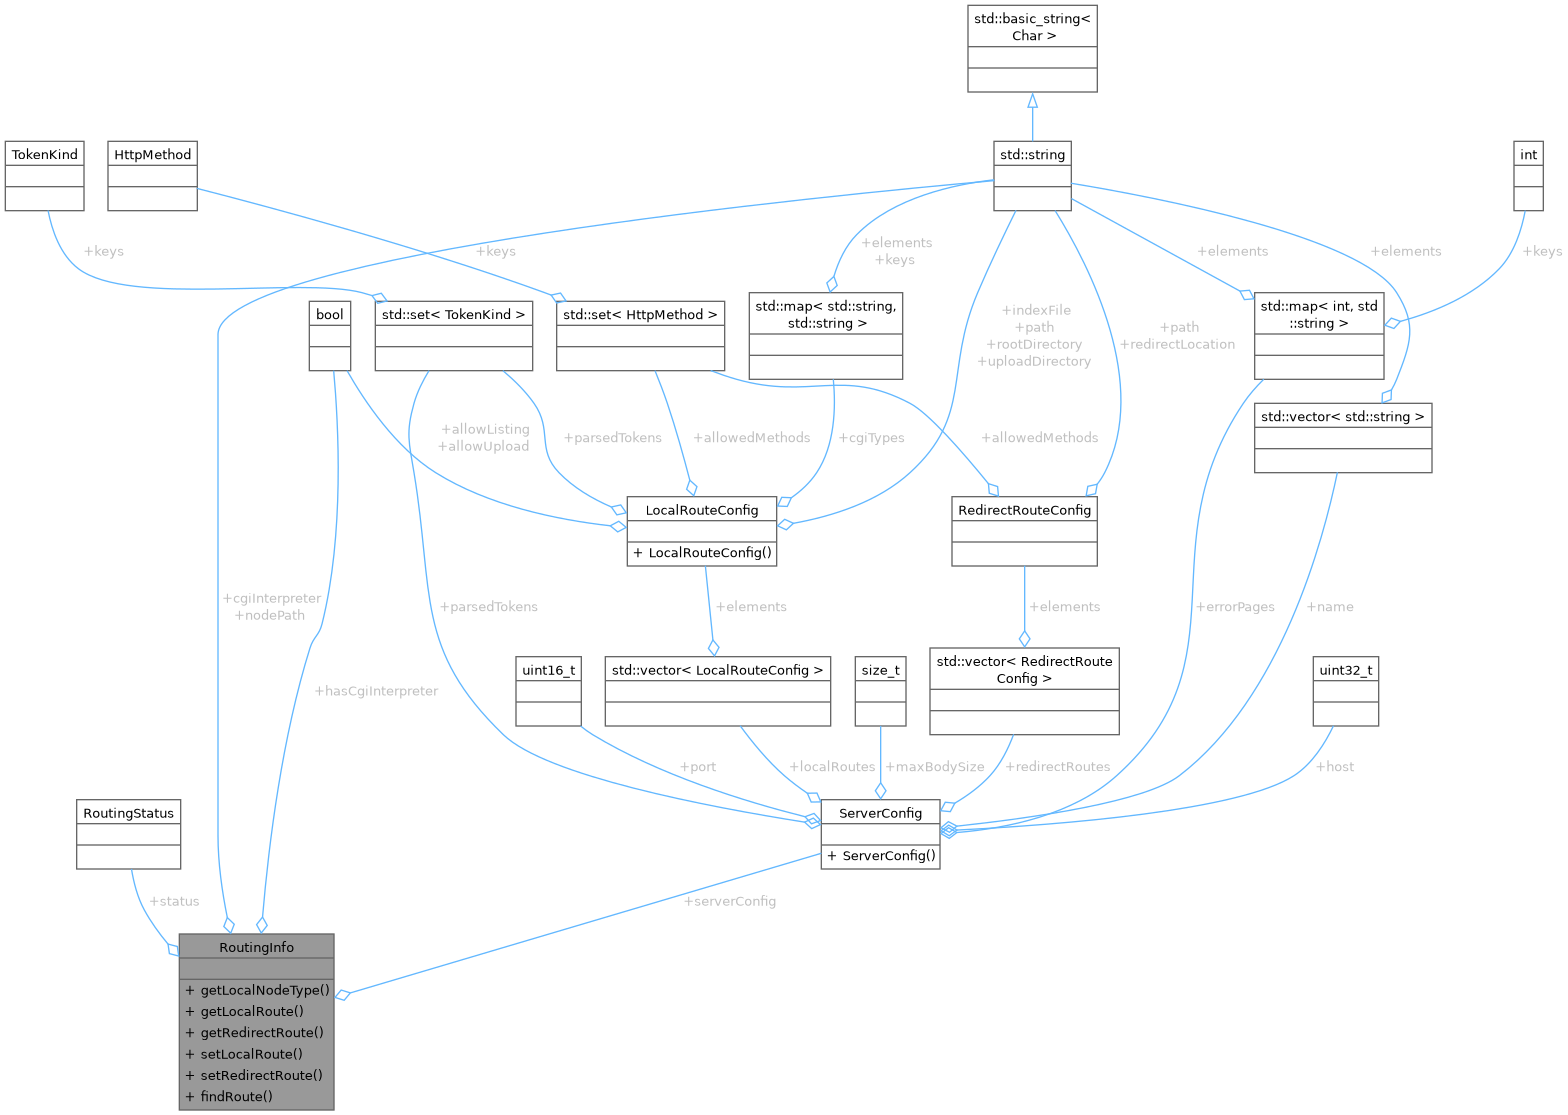 std::basic_string<
Char >
TokenKind
HttpMethod
std::string
int
+keys
+keys
+elements
+keys
+elements
+elements
+keys
bool
std::set< TokenKind >
std::set< HttpMethod >
std::map< std::string,
std::string >
+indexFile
+path
+rootDirectory
+uploadDirectory
+path
+redirectLocation
std::map< int, std
::string >
std::vector< std::string >
+allowListing
+allowUpload
+parsedTokens
+allowedMethods
+cgiTypes
+allowedMethods
LocalRouteConfig
+ LocalRouteConfig()
RedirectRouteConfig
+cgiInterpreter
+nodePath
+parsedTokens
+elements
+elements
+errorPages
+name
+hasCgiInterpreter
uint16_t
std::vector< LocalRouteConfig >
size_t
std::vector< RedirectRoute
Config >
uint32_t
+port
+localRoutes
+maxBodySize
+redirectRoutes
+host
RoutingStatus
ServerConfig
+ ServerConfig()
+status
+serverConfig
RoutingInfo
+ getLocalNodeType()
+ getLocalRoute()
+ getRedirectRoute()
+ setLocalRoute()
+ setRedirectRoute()
+ findRoute()